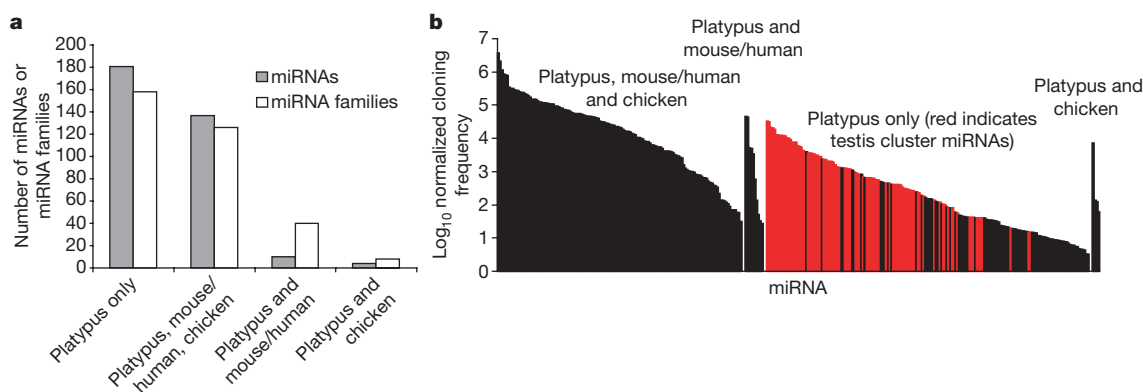 a
200
180
160
140
120
100
80
60
40
20
0
Number of miRNAs or
miRNA families
miRNAs
miRNA families
Platypus only
Platypus, mouse/
human, chicken
Platypus and
mouse/human
Platypus and
chicken
b
7
6
5
4
3
2
1
0
Log10 normalized cloning
frequency
Platypus, mouse/human
and chicken
Platypus and
mouse/human
Platypus only (red indicates
testis cluster miRNAs)
Platypus and
chicken
miRNA